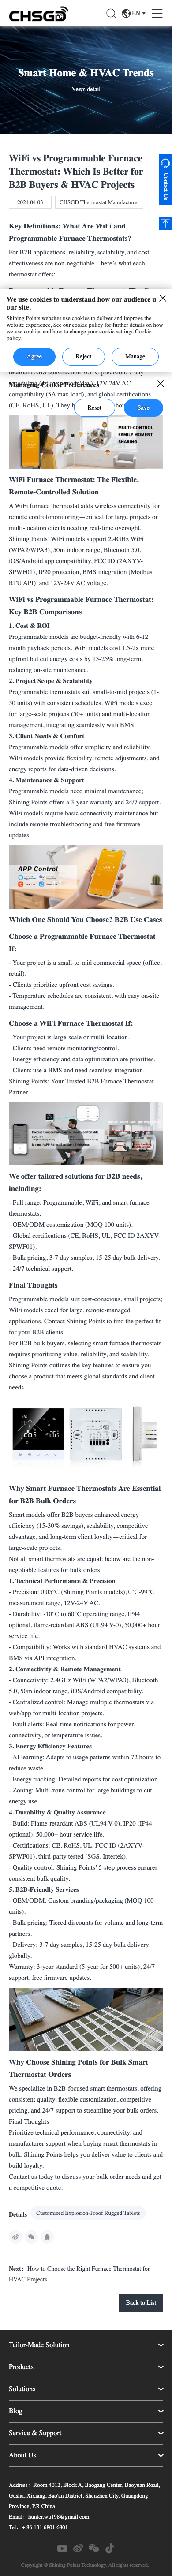 CHSGD
EN
Smart Home & HVAC Trends
News detail
Contact Us
WiFi vs Programmable Furnace
Thermostat: Which Is Better for
B2B Buyers & HVAC Projects
2024.04.03
CHSGD Thermostat Manufacturer
Key Definitions: What Are WiFi and
Programmable Furnace Thermostats?
For B2B applications, reliability, scalability, and cost-
effectiveness are non-negotiable—here's what each
thermostat offers:
We use cookies to understand how our audience use
our site.
Shining Points websites use cookies to deliver and improve the
website experience, See our cookie policy for further details on how
we use cookies and how to change your cookie settings Cookie
policy.
Agree
Reject
Manage
Managing Cookie Preferences
Reset
Save
compatibility (5A max load), and global certifications
MULTI-CONTROL
FAMILY MOMENT
SHARING
WiFi Furnace Thermostat: The Flexible,
Remote-Controlled Solution
A WiFi furnace thermostat adds wireless connectivity for
remote control/monitoring—critical for large projects and
multi-location clients needing real-time oversight.
Shining Points' WiFi models support 2.4GHz WiFi
(WPA2/WPA3), 50m indoor range, Bluetooth 5.0,
iOS/Android app compatibility, FCC ID (2AXYV-
SPWF01), IP20 protection, BMS integration (Modbus
RTU API), and 12V-24V AC voltage.
WiFi vs Programmable Furnace Thermostat:
Key B2B Comparisons
1. Cost & ROI
Programmable models are budget-friendly with 6-12
month payback periods. WiFi models cost 1.5-2x more
upfront but cut energy costs by 15-25% long-term,
reducing on-site maintenance.
2. Project Scope & Scalability
Programmable thermostats suit small-to-mid projects (1-
50 units) with consistent schedules. WiFi models excel
for large-scale projects (50+ units) and multi-location
management, integrating seamlessly with BMS.
3. Client Needs & Comfort
Programmable models offer simplicity and reliability.
WiFi models provide flexibility, remote adjustments, and
energy reports for data-driven decisions.
4. Maintenance & Support
Programmable models need minimal maintenance;
Shining Points offers a 3-year warranty and 24/7 support.
WiFi models require basic connectivity maintenance but
include remote troubleshooting and free firmware
updates.
APP Control
Which One Should You Choose? B2B Use Cases
Choose a Programmable Furnace Thermostat
If:
- Your project is a small-to-mid commercial space (office,
retail).
- Clients prioritize upfront cost savings.
- Temperature schedules are consistent, with easy on-site
management.
Choose a WiFi Furnace Thermostat If:
- Your project is large-scale or multi-location.
- Clients need remote monitoring/control.
- Energy efficiency and data optimization are priorities.
- Clients use a BMS and need seamless integration.
Shining Points: Your Trusted B2B Furnace Thermostat
Partner
We offer tailored solutions for B2B needs,
including:
- Full range: Programmable, WiFi, and smart furnace
thermostats.
- OEM/ODM customization (MOQ 100 units).
- Global certifications (CE, RoHS, UL, FCC ID 2AXYV-
SPWF01).
- Bulk pricing, 3-7 day samples, 15-25 day bulk delivery.
- 24/7 technical support.
Final Thoughts
Programmable models suit cost-conscious, small projects;
WiFi models excel for large, remote-managed
applications. Contact Shining Points to find the perfect fit
for your B2B clients.
For B2B bulk buyers, selecting smart furnace thermostats
requires prioritizing value, reliability, and scalability.
Shining Points outlines the key features to ensure you
choose a product that meets global standards and client
needs.
Why Smart Furnace Thermostats Are Essential
for B2B Bulk Orders
Smart models offer B2B buyers enhanced energy
efficiency (15-30% savings), scalability, competitive
advantage, and long-term client loyalty—critical for
large-scale projects.
Not all smart thermostats are equal; below are the non-
negotiable features for bulk orders.
1. Technical Performance & Precision
- Precision: 0.05°C (Shining Points models), 0°C-99°C
measurement range, 12V-24V AC.
- Durability: -10°C to 60°C operating range, IP44
optional, flame-retardant ABS (UL94 V-0), 50,000+ hour
service life.
- Compatibility: Works with standard HVAC systems and
BMS via API integration.
2. Connectivity & Remote Management
- Connectivity: 2.4GHz WiFi (WPA2/WPA3), Bluetooth
5.0, 50m indoor range, iOS/Android compatibility.
- Centralized control: Manage multiple thermostats via
web/app for multi-location projects.
- Fault alerts: Real-time notifications for power,
connectivity, or temperature issues.
3. Energy Efficiency Features
- AI learning: Adapts to usage patterns within 72 hours to
reduce waste.
- Energy tracking: Detailed reports for cost optimization.
- Zoning: Multi-zone control for large buildings to cut
energy use.
4. Durability & Quality Assurance
- Build: Flame-retardant ABS (UL94 V-0), IP20 (IP44
optional), 50,000+ hour service life.
- Certifications: CE, RoHS, UL, FCC ID (2AXYV-
SPWF01), third-party tested (SGS, Intertek).
- Quality control: Shining Points' 5-step process ensures
consistent bulk quality.
5. B2B-Friendly Services
- OEM/ODM: Custom branding/packaging (MOQ 100
units).
- Bulk pricing: Tiered discounts for volume and long-term
partners.
- Delivery: 3-7 day samples, 15-25 day bulk delivery
globally.
Warranty: 3-year standard (5-year for 500+ units), 24/7
support, free firmware updates.
Why Choose Shining Points for Bulk Smart
Thermostat Orders
We specialize in B2B-focused smart thermostats, offering
consistent quality, flexible customization, competitive
pricing, and 24/7 support to streamline your bulk orders.
Final Thoughts
Prioritize technical performance, connectivity, and
manufacturer support when buying smart thermostats in
bulk. Shining Points helps you deliver value to clients and
build loyalty.
Contact us today to discuss your bulk order needs and get
a competitive quote.
Details
Customized Explosion-Proof Rugged Tablets
Next: How to Choose the Right Furnace Thermostat for
HVAC Projects
Back to List
Tailor-Made Solution
Products
Solutions
Blog
Service & Support
About Us
Address: Room 4012, Block A, Baogang Center, Baoyuan Road,
Gushu, Xixiang, Bao'an District, Shenzhen City, Guangdong
Province, P.R.China
Email: hunter.wu198@gmail.com
Tel: + 86 131 6801 6801
Copyright © Shining Points Technology. All rights reserved.